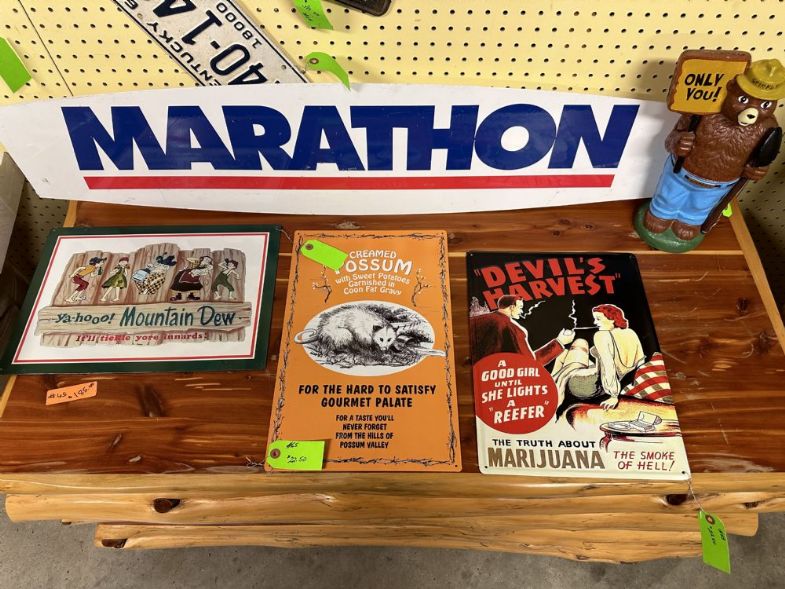 KENTUCKY
18000
40-14
MARATHON
ONLY
YOU!
ya-hooo! Mountain Dew
It'll tickle yore innards!
#45
CREAMED
POSSUM
with Sweet Potatoes
Garnished in
Coon Fat Gravy
FOR THE HARD TO SATISFY
GOURMET PALATE
FOR A TASTE YOU'LL
NEVER FORGET
FROM THE HILLS OF
POSSUM VALLEY
#65
"DEVIL'S
HARVEST"
A
GOOD GIRL
UNTIL
SHE LIGHTS
A
"REEFER"
THE TRUTH ABOUT
MARIJUANA
THE SMOKE
OF HELL!